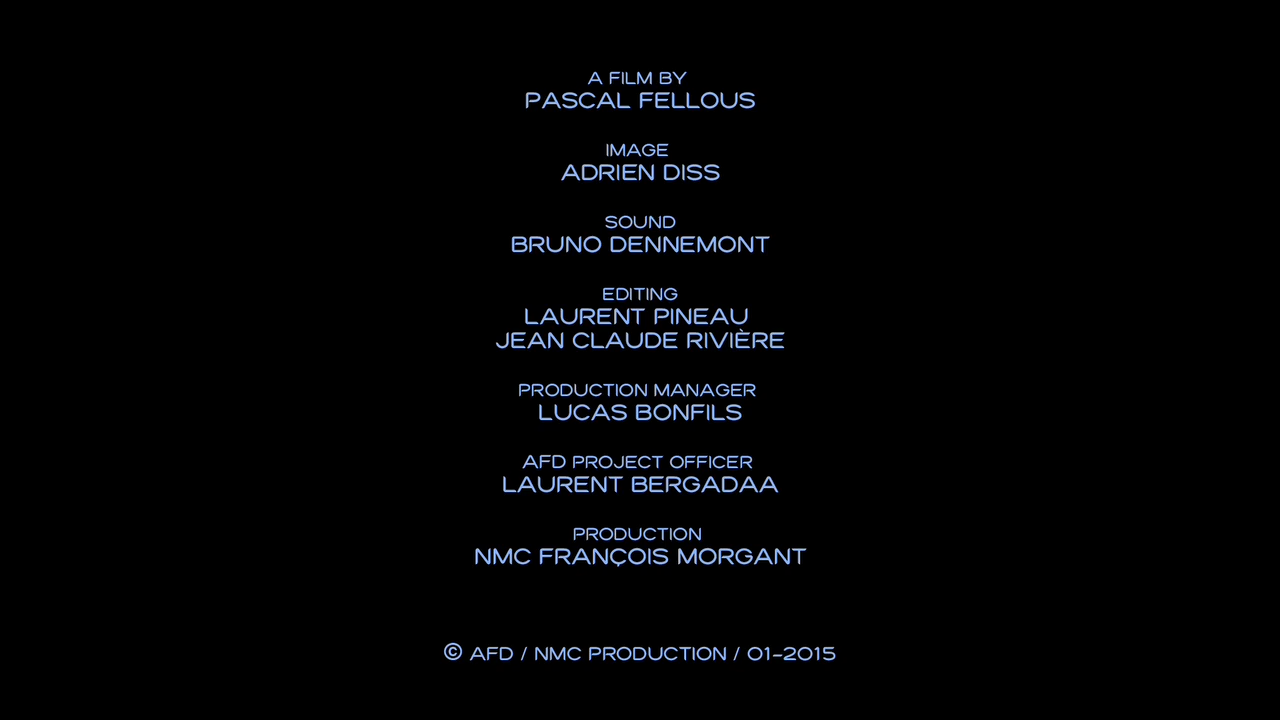 A FILM BY
PASCAL FELLOUS
IMAGE
ADRIEN DISS
SOUND
BRUNO DENNEMONT
EDITING
LAURENT PINEAU
JEAN CLAUDE RIVIÈRE
PRODUCTION MANAGER
LUCAS BONFILS
AFD PROJECT OFFICER
LAURENT BERGADAA
PRODUCTION
NMC FRANÇOIS MORGANT
© AFD / NMC PRODUCTION / 01-2015